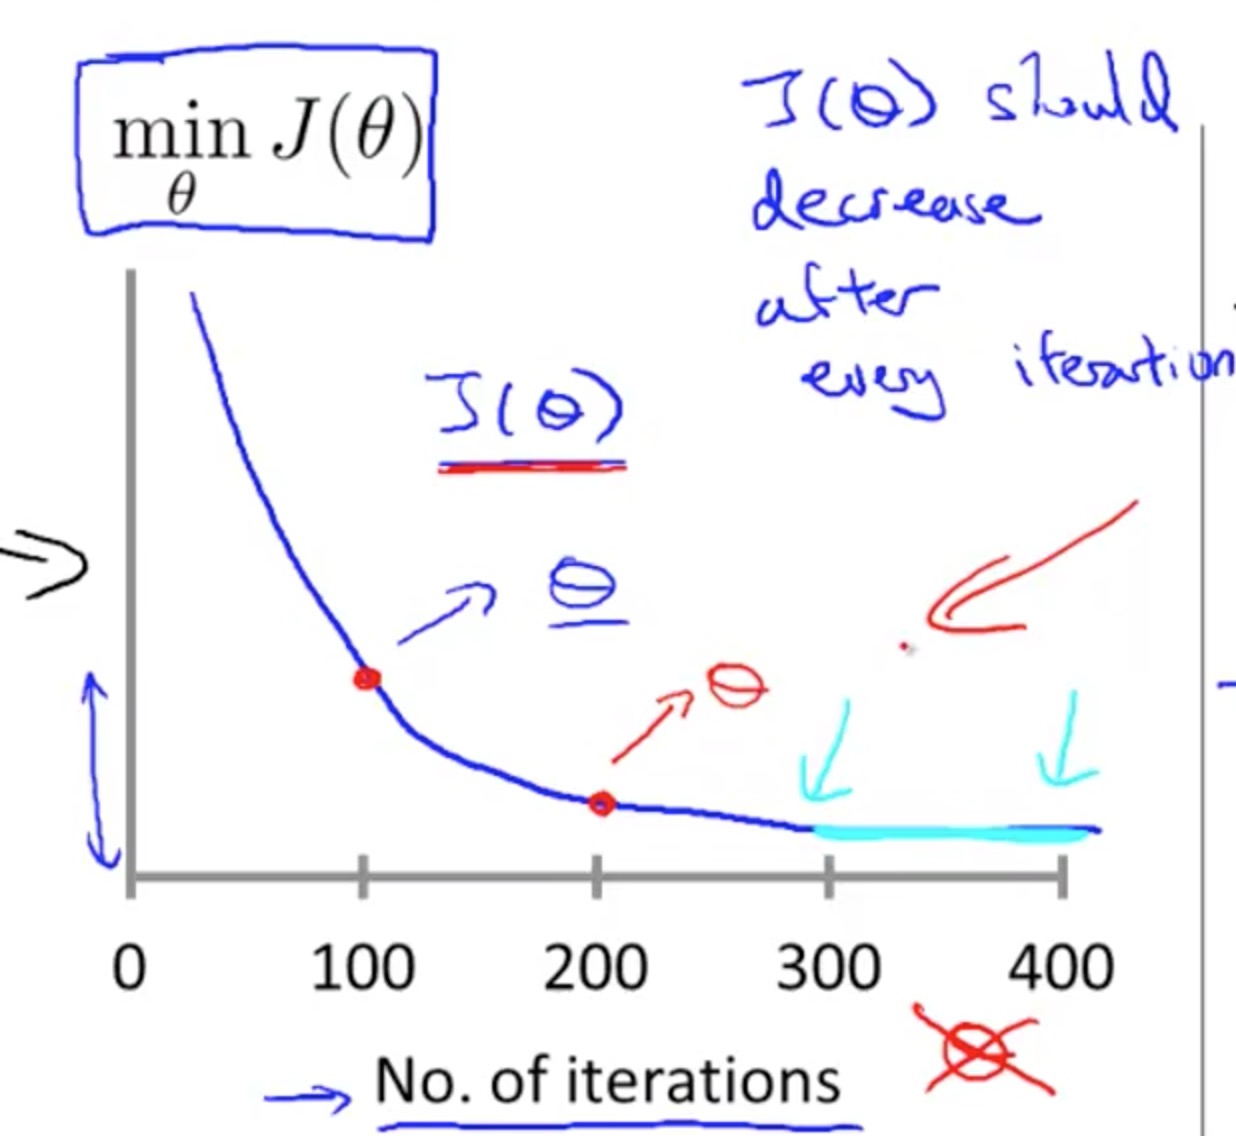 min J(θ)
θ
J(θ) should
decrease
after
every iteration
J(θ)
θ
θ
0 100 200 300 400
θ
No. of iterations